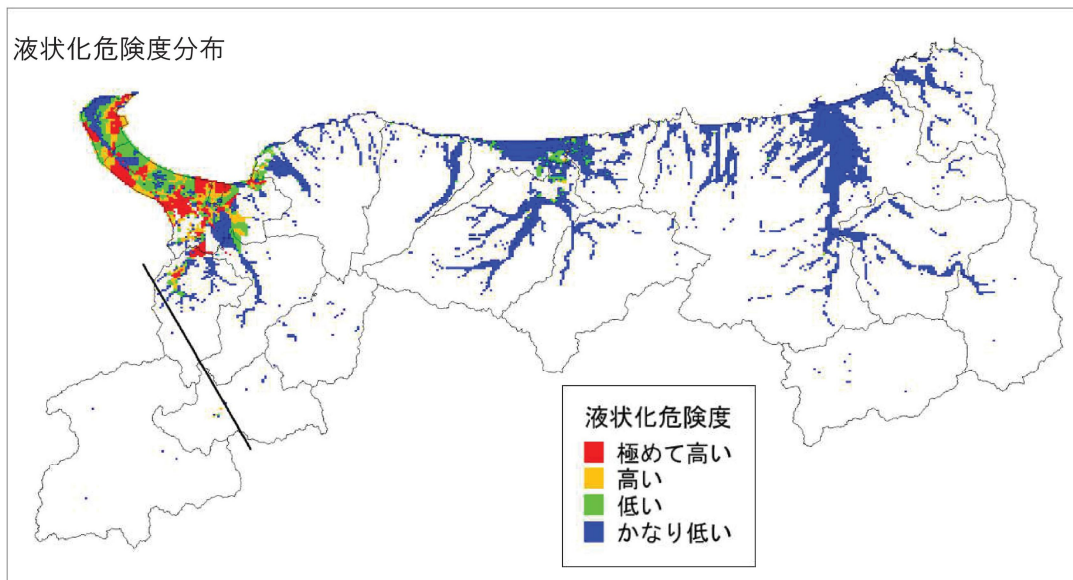 液状化危険度分布
液状化危険度
極めて高い
高い
低い
かなり低い